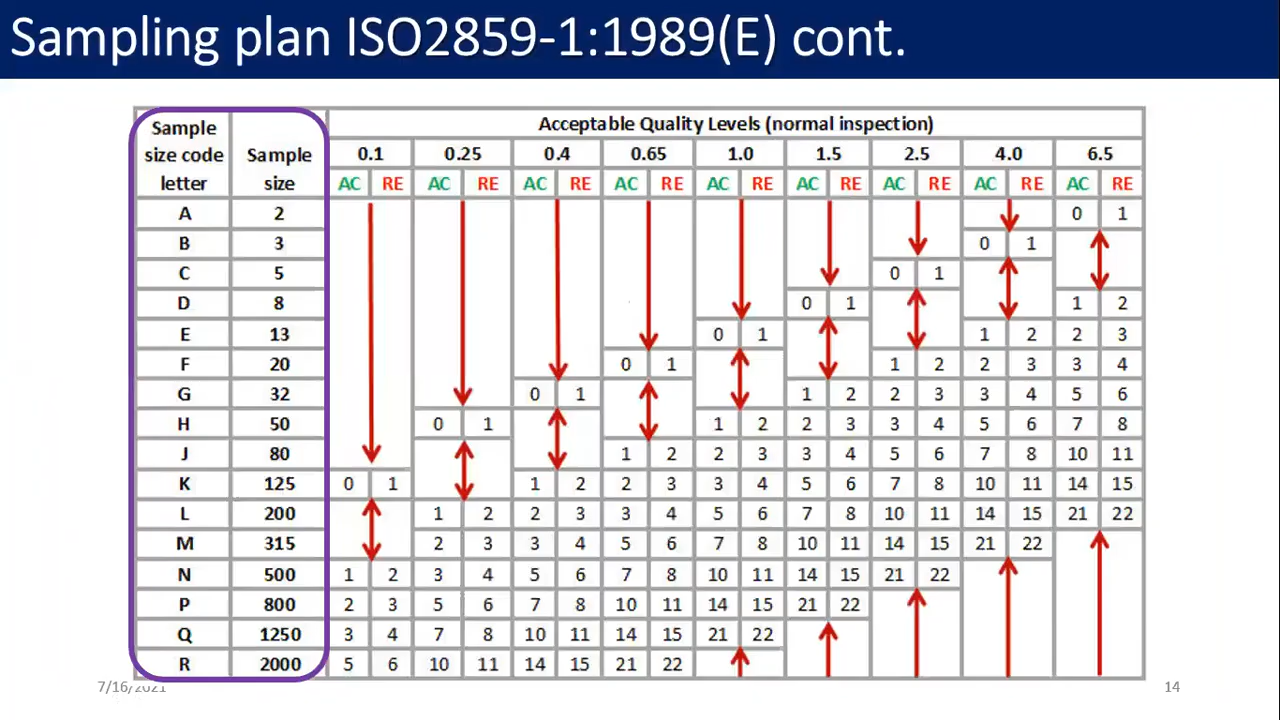 Sampling plan ISO2859-1:1989(E) cont.
Sample size code letter Sample size Acceptable Quality Levels (normal inspection)
0.1 0.25 0.4 0.65 1.0 1.5 2.5 4.0 6.5
AC RE AC RE AC RE AC RE AC RE AC RE AC RE AC RE AC RE
A 2 0 1
B 3 0 1
C 5 0 1
D 8 0 1 1 2
E 13 0 1 1 2 2 3
F 20 0 1 1 2 2 3 3 4
G 32 0 1 1 2 2 3 3 4 5 6
H 50 0 1 1 2 2 3 3 4 5 6 7 8
J 80 1 2 2 3 3 4 5 6 7 8 10 11
K 125 0 1 1 2 2 3 3 4 5 6 7 8 10 11 14 15
L 200 1 2 2 3 3 4 5 6 7 8 10 11 14 15 21 22
M 315 2 3 3 4 5 6 7 8 10 11 14 15 21 22
N 500 1 2 3 4 5 6 7 8 10 11 14 15 21 22
P 800 2 3 5 6 7 8 10 11 14 15 21 22
Q 1250 3 4 7 8 10 11 14 15 21 22
R 2000 5 6 10 11 14 15 21 22
7/16/2021 14